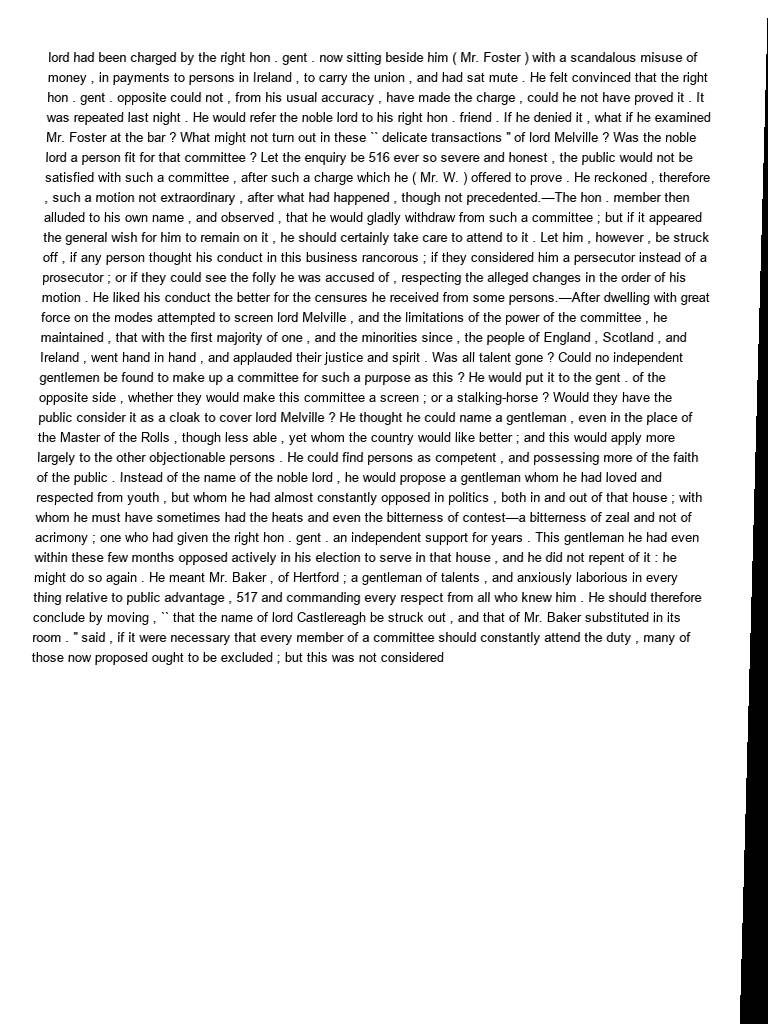 lord had been charged by the right hon . gent . now sitting beside him ( Mr. Foster ) with a scandalous misuse of
money , in payments to persons in Ireland , to carry the union , and had sat mute . He felt convinced that the right
hon . gent . opposite could not , from his usual accuracy , have made the charge , could he not have proved it . It
was repeated last night . He would refer the noble lord to his right hon . friend . If he denied it , what if he examined
Mr. Foster at the bar ? What might not turn out in these `` delicate transactions " of lord Melville ? Was the noble
lord a person fit for that committee ? Let the enquiry be 516 ever so severe and honest , the public would not be
satisfied with such a committee , after such a charge which he ( Mr. W. ) offered to prove . He reckoned , therefore
, such a motion not extraordinary , after what had happened , though not precedented.—The hon . member then
alluded to his own name , and observed , that he would gladly withdraw from such a committee ; but if it appeared
the general wish for him to remain on it , he should certainly take care to attend to it . Let him , however , be struck
off , if any person thought his conduct in this business rancorous ; if they considered him a persecutor instead of a
prosecutor ; or if they could see the folly he was accused of , respecting the alleged changes in the order of his
motion . He liked his conduct the better for the censures he received from some persons.—After dwelling with great
force on the modes attempted to screen lord Melville , and the limitations of the power of the committee , he
maintained , that with the first majority of one , and the minorities since , the people of England , Scotland , and
Ireland , went hand in hand , and applauded their justice and spirit . Was all talent gone ? Could no independent
gentlemen be found to make up a committee for such a purpose as this ? He would put it to the gent . of the
opposite side , whether they would make this committee a screen ; or a stalking-horse ? Would they have the
public consider it as a cloak to cover lord Melville ? He thought he could name a gentleman , even in the place of
the Master of the Rolls , though less able , yet whom the country would like better ; and this would apply more
largely to the other objectionable persons . He could find persons as competent , and possessing more of the faith
of the public . Instead of the name of the noble lord , he would propose a gentleman whom he had loved and
respected from youth , but whom he had almost constantly opposed in politics , both in and out of that house ; with
whom he must have sometimes had the heats and even the bitterness of contest—a bitterness of zeal and not of
acrimony ; one who had given the right hon . gent . an independent support for years . This gentleman he had even
within these few months opposed actively in his election to serve in that house , and he did not repent of it : he
might do so again . He meant Mr. Baker , of Hertford ; a gentleman of talents , and anxiously laborious in every
thing relative to public advantage , 517 and commanding every respect from all who knew him . He should therefore
conclude by moving , `` that the name of lord Castlereagh be struck out , and that of Mr. Baker substituted in its
room . " said , if it were necessary that every member of a committee should constantly attend the duty , many of
those now proposed ought to be excluded ; but this was not considered